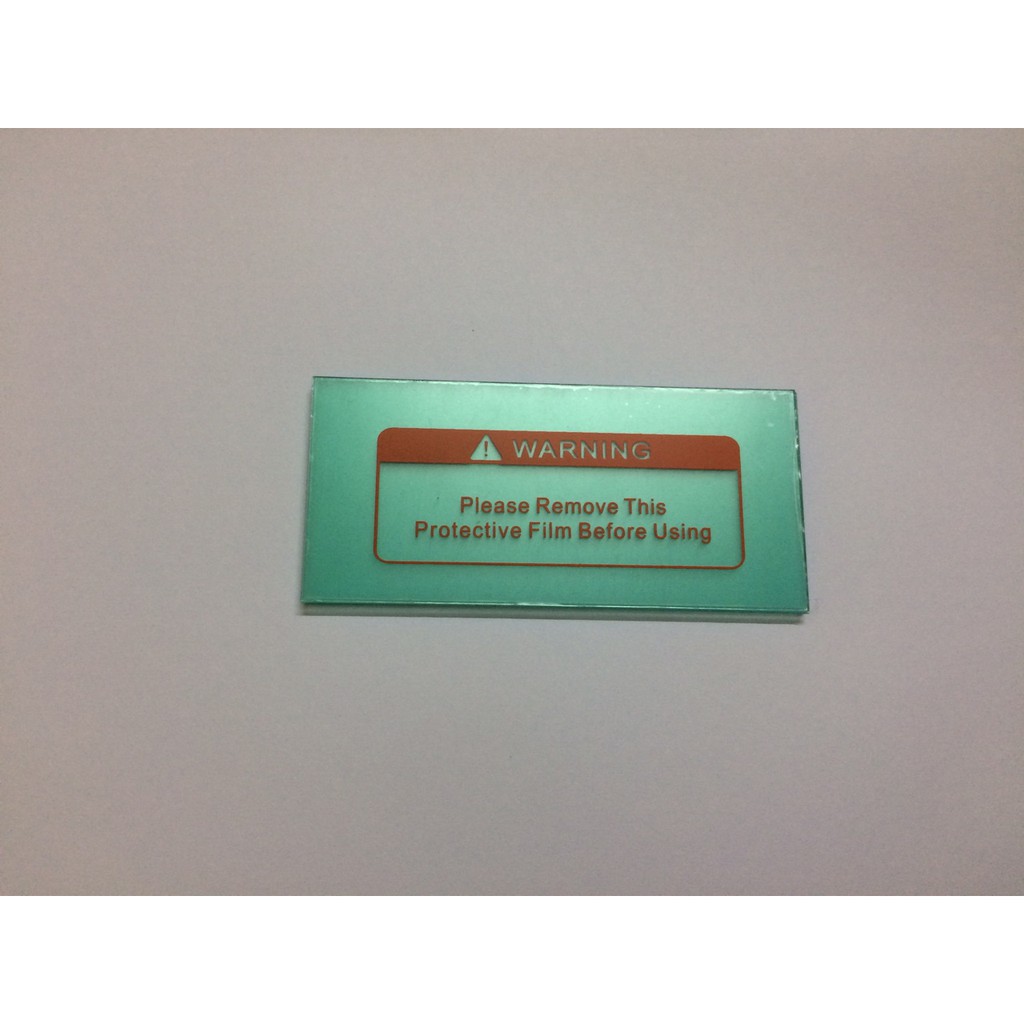 WARNING
Please Remove This
Protective Film Before Using